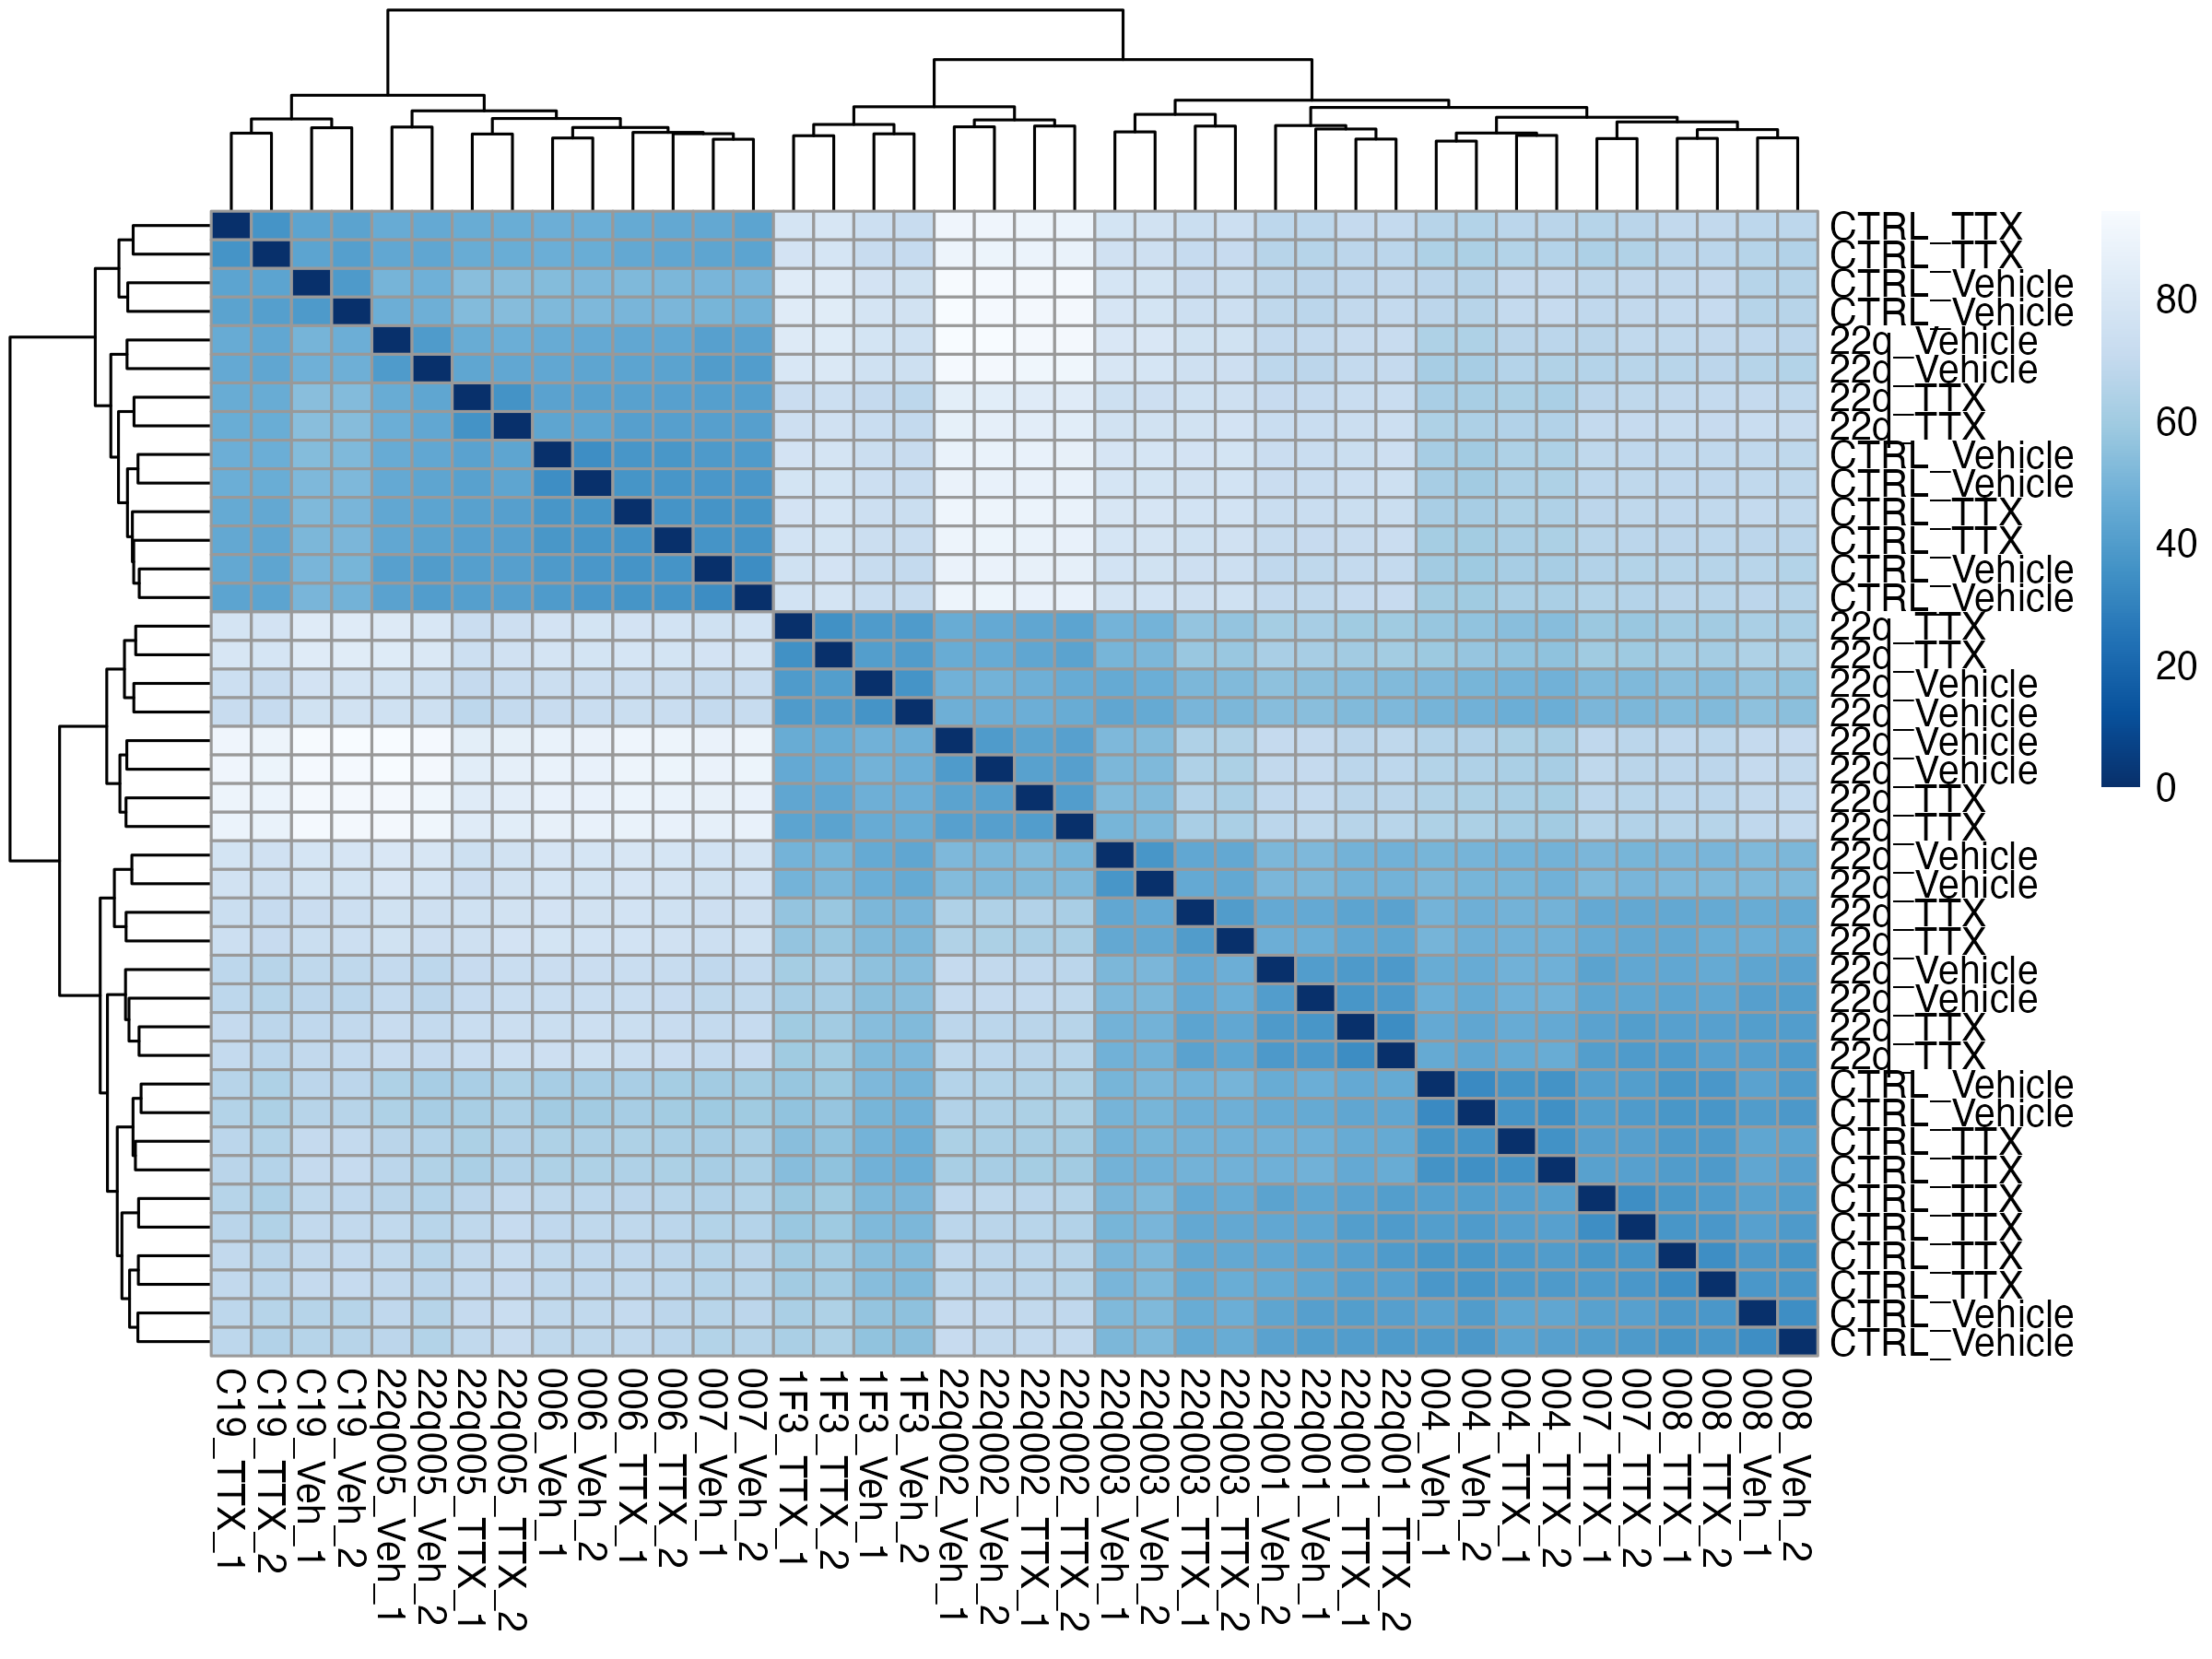 CTRL_TTX
CTRL_TTX
CTRL_Vehicle
CTRL_Vehicle
22q_Vehicle
22q_Vehicle
22q_TTX
22q_TTX
CTRL_Vehicle
CTRL_Vehicle
CTRL_TTX
CTRL_TTX
CTRL_Vehicle
CTRL_Vehicle
22q_TTX
22q_TTX
22q_Vehicle
22q_Vehicle
22q_Vehicle
22q_Vehicle
22q_TTX
22q_TTX
22q_Vehicle
22q_Vehicle
22q_TTX
22q_TTX
22q_Vehicle
22q_Vehicle
22q_TTX
22q_TTX
CTRL_Vehicle
CTRL_Vehicle
CTRL_TTX
CTRL_TTX
CTRL_TTX
CTRL_TTX
CTRL_TTX
CTRL_TTX
CTRL_Vehicle
CTRL_Vehicle
80
60
40
20
0
C19_TTX_1
C19_TTX_2
C19_Veh_1
C19_Veh_2
22q005_Veh_1
22q005_Veh_2
22q005_TTX_1
22q005_TTX_2
006_Veh_1
006_Veh_2
006_TTX_1
006_TTX_2
007_Veh_1
007_Veh_2
1F3_TTX_1
1F3_TTX_2
1F3_Veh_1
1F3_Veh_2
22q002_Veh_1
22q002_Veh_2
22q002_TTX_1
22q002_TTX_2
22q003_Veh_1
22q003_Veh_2
22q003_TTX_1
22q003_TTX_2
22q001_Veh_2
22q001_Veh_1
22q001_TTX_1
22q001_TTX_2
004_Veh_1
004_Veh_2
004_TTX_1
004_TTX_2
007_TTX_1
007_TTX_2
008_TTX_1
008_TTX_2
008_Veh_1
008_Veh_2